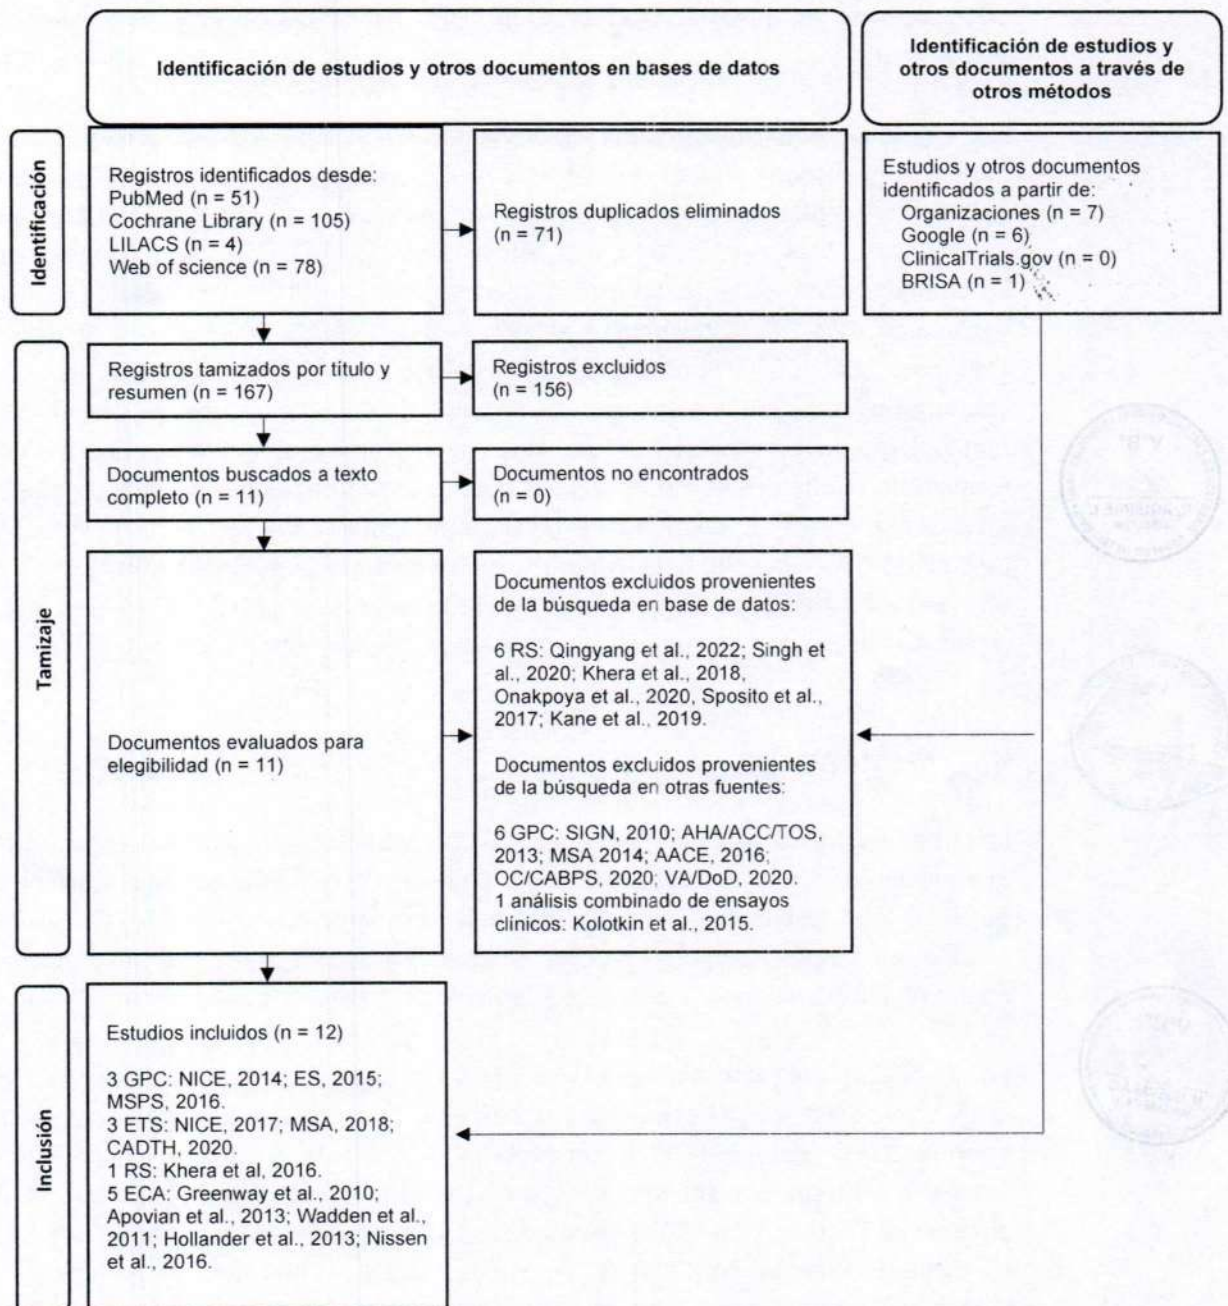 Identificación de estudios y otros documentos en bases de datos
Identificación de estudios y
otros documentos a través de
otros métodos
Identificación
Registros identificados desde:
PubMed (n = 51)
Cochrane Library (n = 105)
LILACS (n = 4)
Web of science (n = 78)
Registros duplicados eliminados
(n = 71)
Estudios y otros documentos
identificados a partir de:
Organizaciones (n = 7)
Google (n = 6)
ClinicalTrials.gov (n = 0)
BRISA (n = 1)
Tamizaje
Registros tamizados por título y
resumen (n = 167)
Registros excluidos
(n = 156)
Documentos buscados a texto
completo (n = 11)
Documentos no encontrados
(n = 0)
Documentos evaluados para
elegibilidad (n = 11)
Documentos excluidos provenientes
de la búsqueda en base de datos:
6 RS: Qingyang et al., 2022; Singh et
al., 2020; Khera et al., 2018,
Onakpoya et al., 2020, Sposito et al.,
2017; Kane et al., 2019.
Documentos excluidos provenientes
de la búsqueda en otras fuentes:
6 GPC: SIGN, 2010; AHA/ACC/TOS,
2013; MSA 2014; AACE, 2016;
OC/CABPS, 2020; VA/DoD, 2020.
1 análisis combinado de ensayos
clínicos: Kolotkin et al., 2015.
Inclusión
Estudios incluidos (n = 12)
3 GPC: NICE, 2014; ES, 2015;
MSPS, 2016.
3 ETS: NICE, 2017; MSA, 2018;
CADTH, 2020.
1 RS: Khera et al, 2016.
5 ECA: Greenway et al., 2010;
Apovian et al., 2013; Wadden et al.,
2011; Hollander et al., 2013; Nissen
et al., 2016.